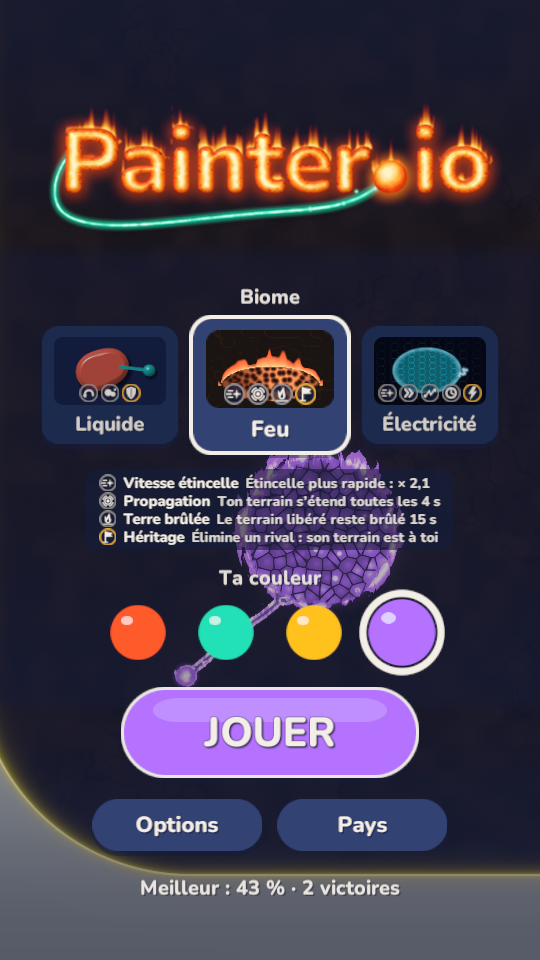 Painter.io
Biome
Liquide
Feu
Électricité
Vitesse étincelle Étincelle plus rapide : × 2,1
Propagation Ton terrain s'étend toutes les 4 s
Terre brûlée Le terrain libéré reste brûlé 15 s
Héritage Élimine un rival : son terrain est à toi
Ta couleur
JOUER
Options
Pays
Meilleur : 43 % · 2 victoires